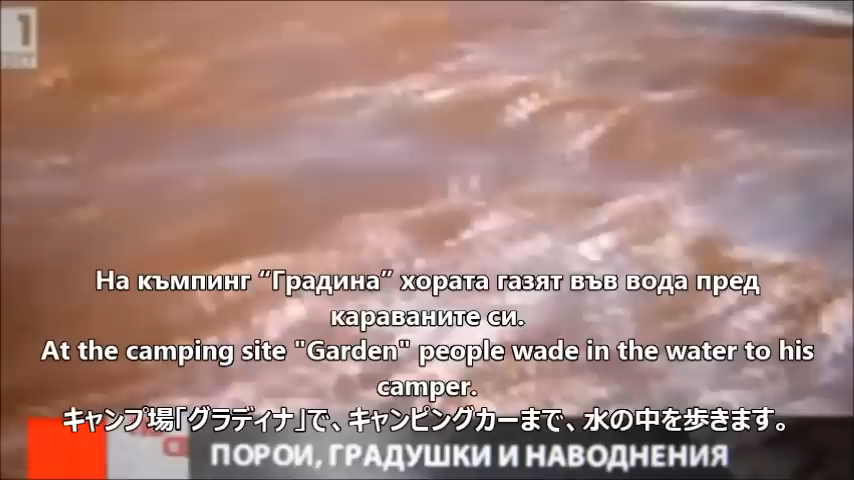 1
На къмпинг “Градина” хората газят във вода пред
караваните си.
At the camping site "Garden" people wade in the water to his
camper.
キャンプ場「グラディナ」で、キャンピングカーまで、水の中を歩きます。
ПОРОИ, ГРАДУШКИ И НАВОДНЕНИЯ